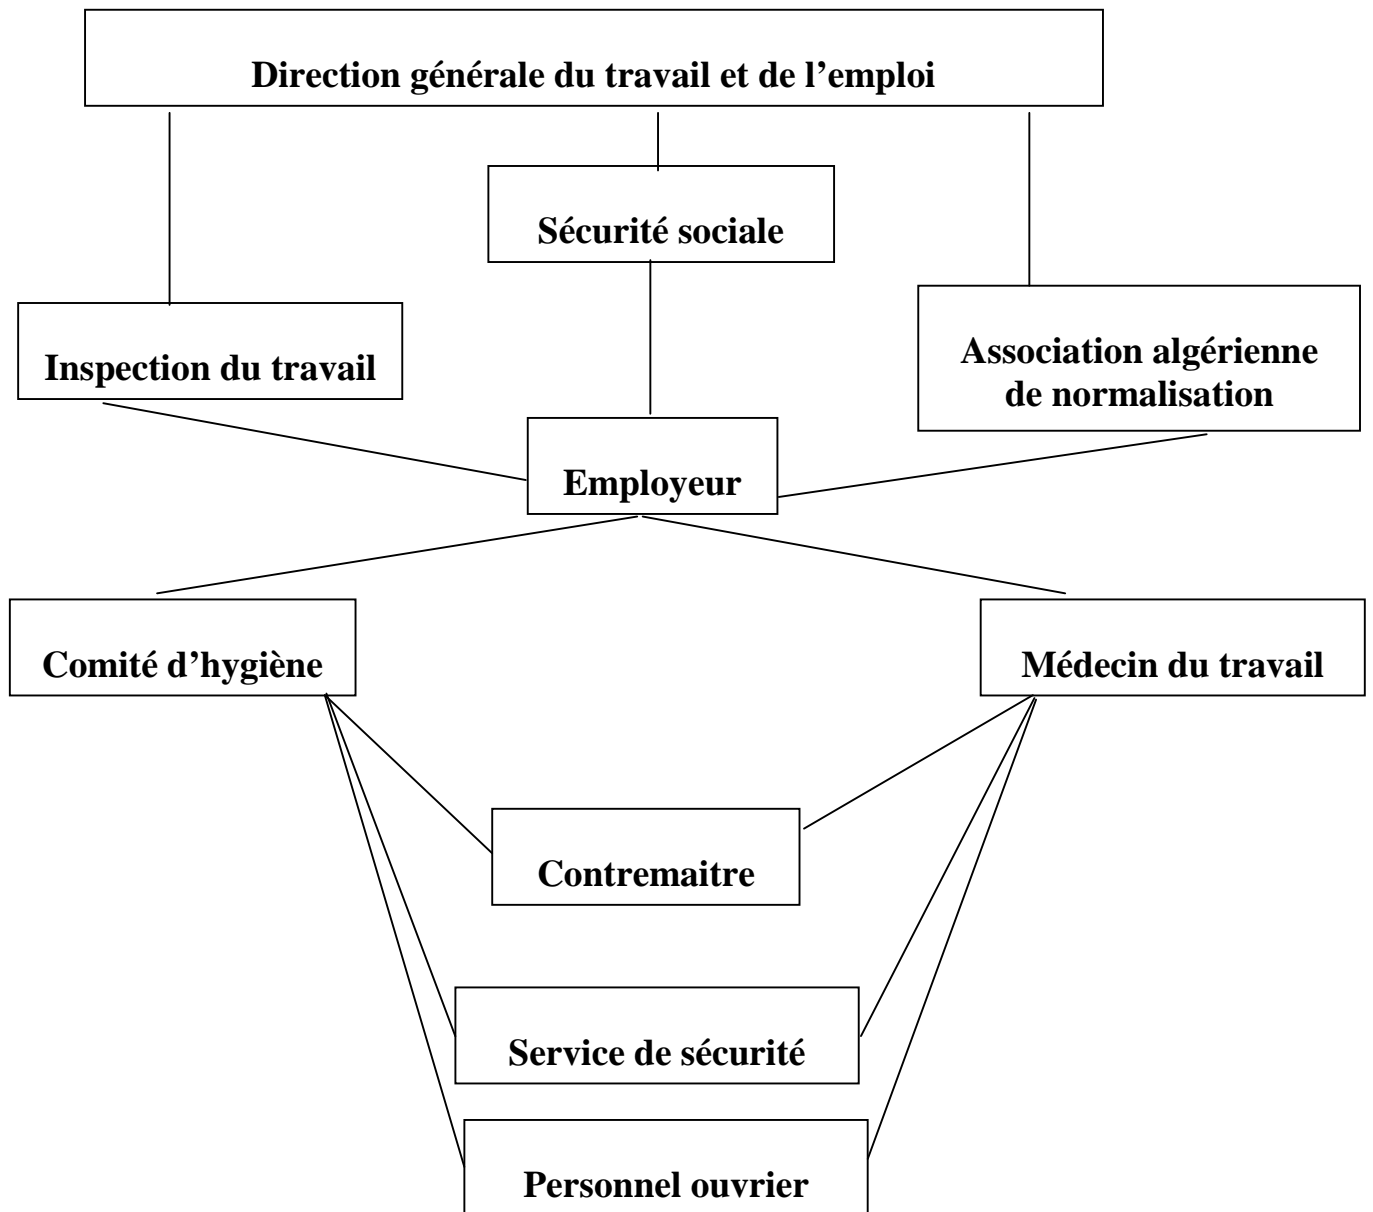 Direction générale du travail et de l’emploi
Sécurité sociale
Inspection du travail
Association algérienne
de normalisation
Employeur
Comité d’hygiène
Médecin du travail
Contremaitre
Service de sécurité
Personnel ouvrier